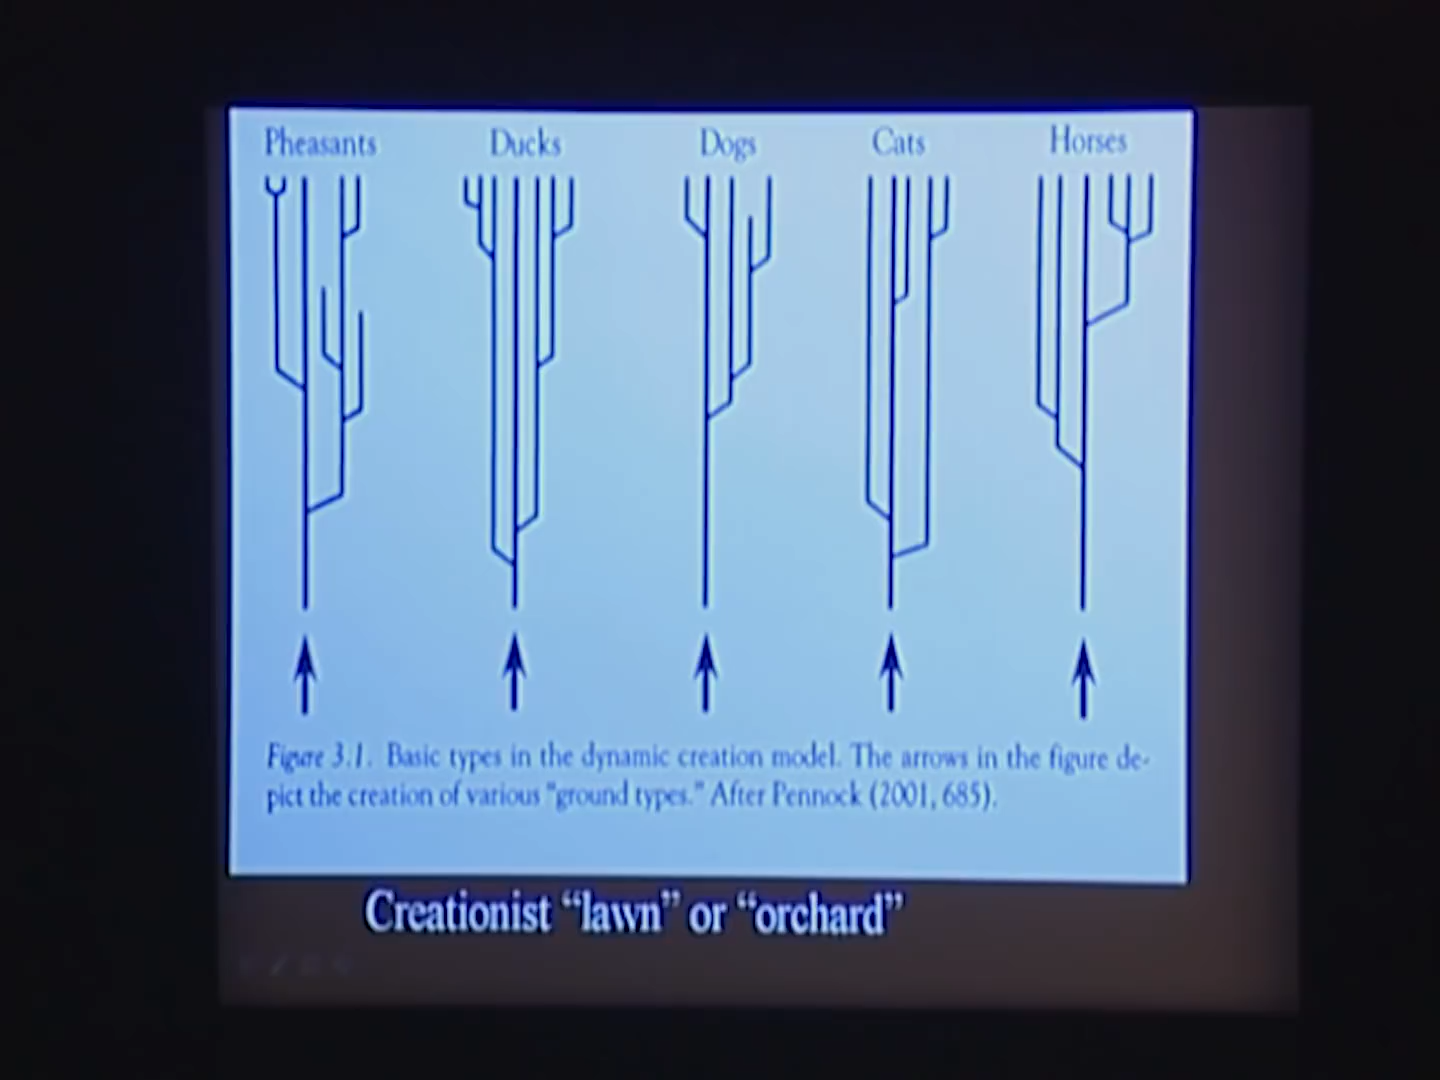 Pheasants Ducks Dogs Cats Horses
Figure 3.1. Basic types in the dynamic creation model. The arrows in the figure de-
pict the creation of various "ground types." After Pennock (2001, 685).
Creationist “lawn” or “orchard”